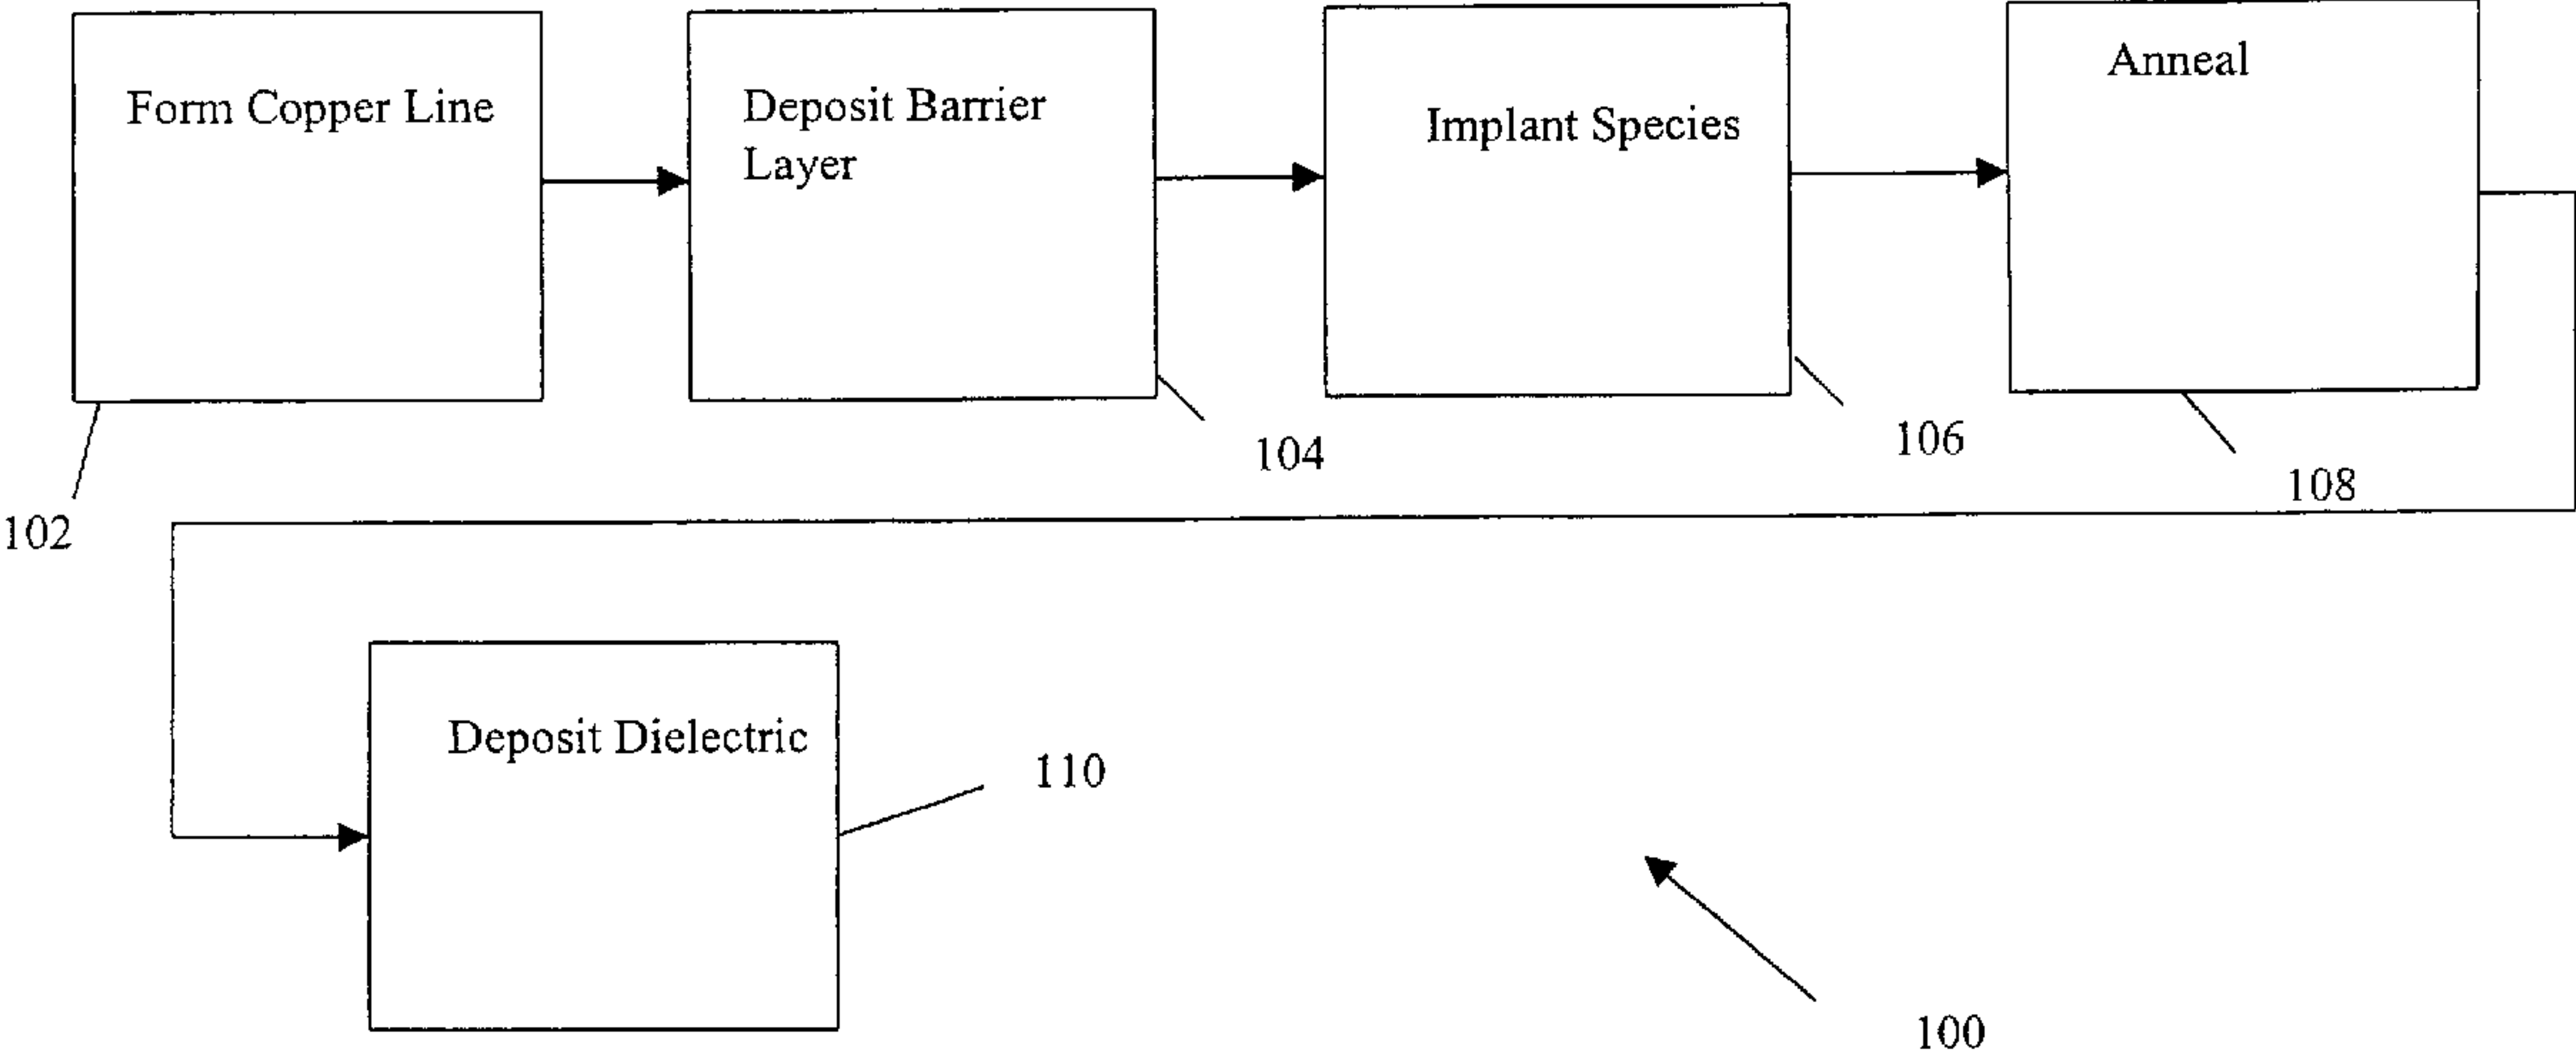 Form Copper Line
Deposit Barrier
Layer
Implant Species
Anneal
102
104
106
108
Deposit Dielectric
110
100